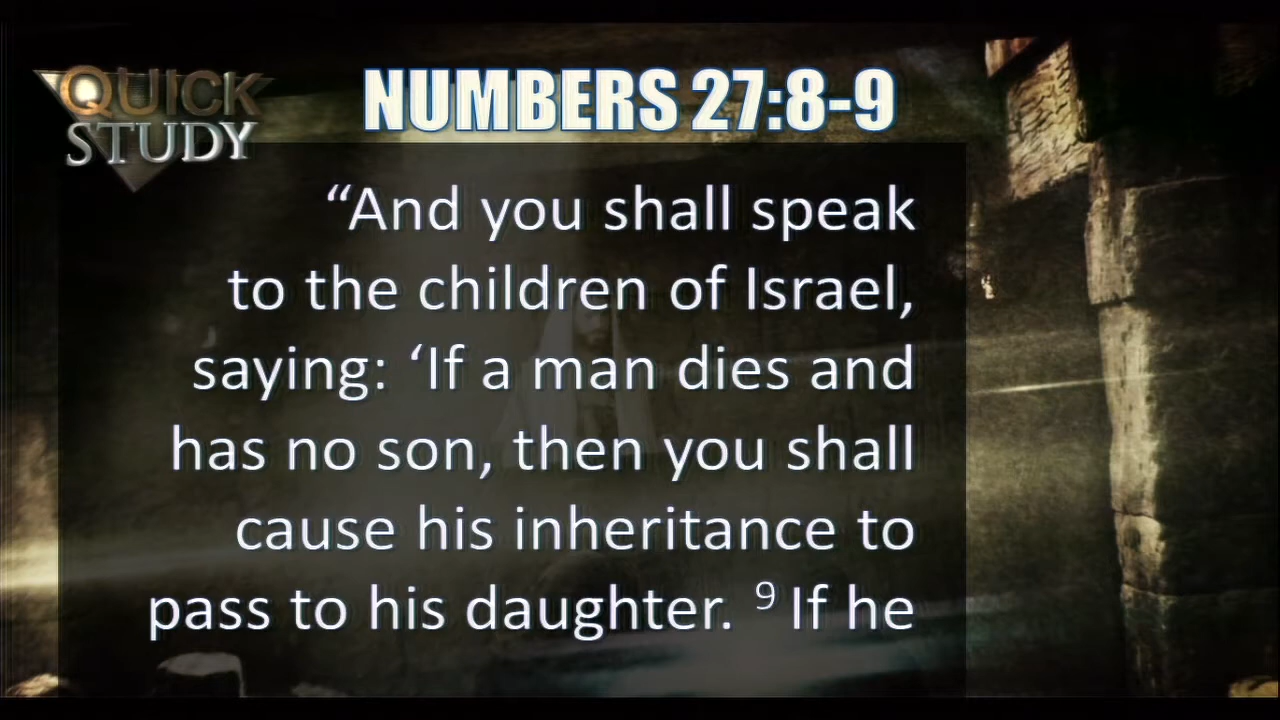 QUICK
STUDY
NUMBERS 27:8-9
“And you shall speak
to the children of Israel,
saying: ‘If a man dies and
has no son, then you shall
cause his inheritance to
pass to his daughter. ⁹ If he